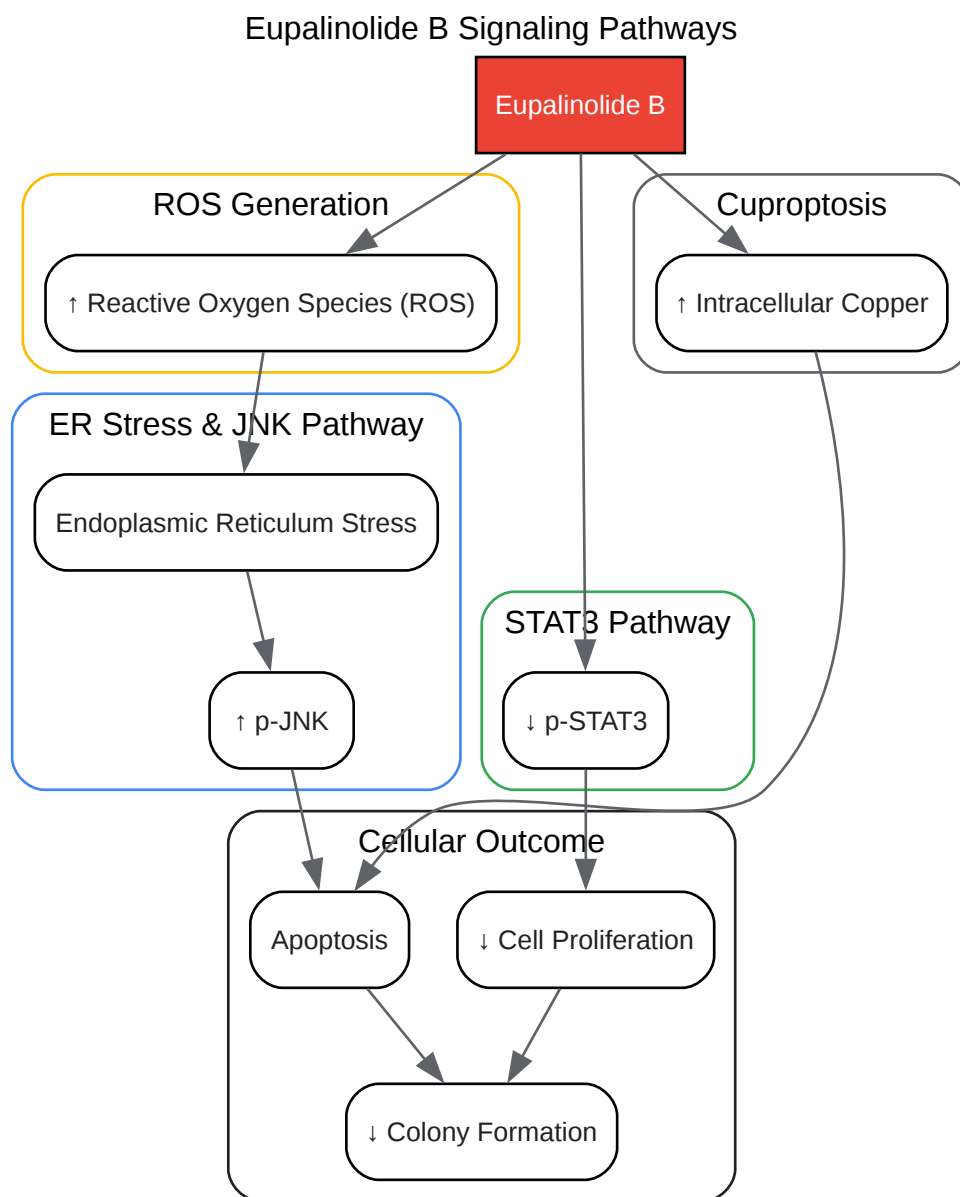 Eupalinolide B Signaling Pathways
Eupalinolide B
ROS Generation
↑ Reactive Oxygen Species (ROS)
Cuproptosis
↑ Intracellular Copper
ER Stress & JNK Pathway
Endoplasmic Reticulum Stress
↑ p-JNK
STAT3 Pathway
↓ p-STAT3
Cellular Outcome
Apoptosis
↓ Cell Proliferation
↓ Colony Formation